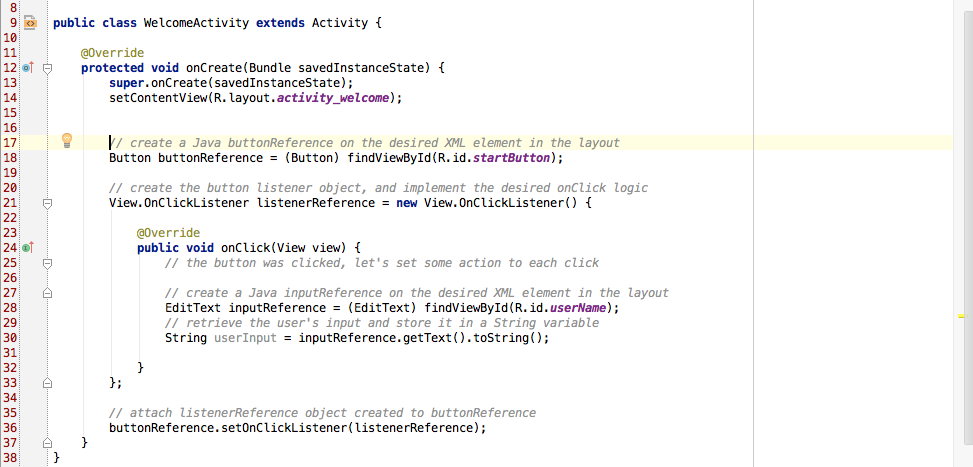 8
9 public class WelcomeActivity extends Activity {
10
11 @Override
12 protected void onCreate(Bundle savedInstanceState) {
13 super.onCreate(savedInstanceState);
14 setContentView(R.layout.activity_welcome);
15
16
17 // create a Java buttonReference on the desired XML element in the layout
18 Button buttonReference = (Button) findViewById(R.id.startButton);
19
20 // create the button listener object, and implement the desired onClick logic
21 View.OnClickListener listenerReference = new View.OnClickListener() {
22
23 @Override
24 public void onClick(View view) {
25 // the button was clicked, let's set some action to each click
26
27 // create a Java inputReference on the desired XML element in the layout
28 EditText inputReference = (EditText) findViewById(R.id.userName);
29 // retrieve the user's input and store it in a String variable
30 String userInput = inputReference.getText().toString();
31
32 }
33 };
34
35 // attach listenerReference object created to buttonReference
36 buttonReference.setOnClickListener(listenerReference);
37 }
38 }